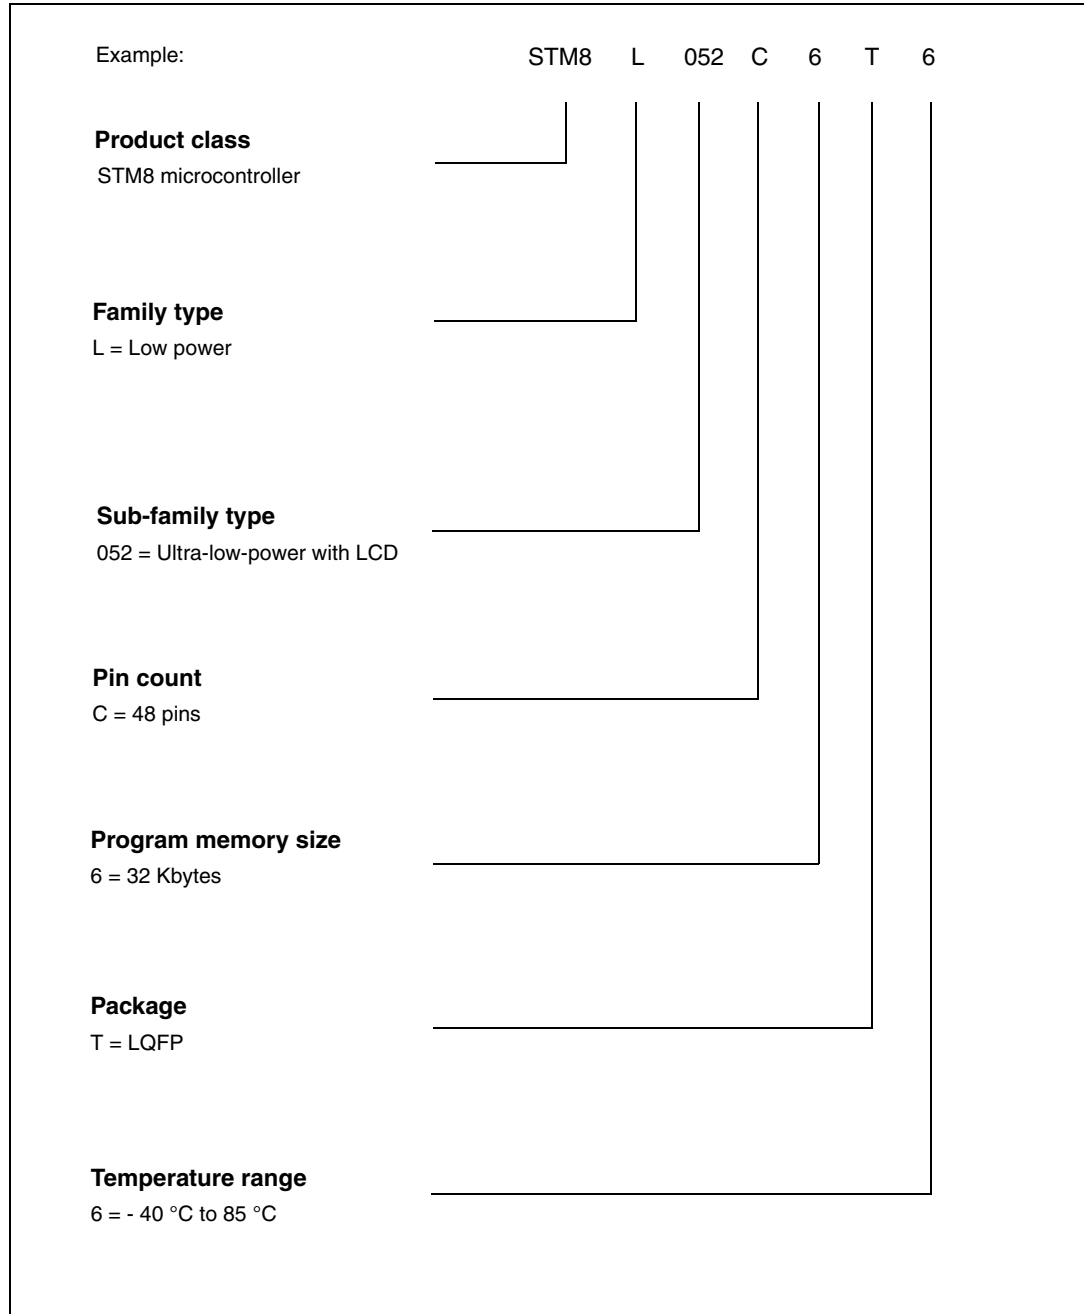 Example: STM8 L 052 C 6 T 6
Product class
STM8 microcontroller
Family type
L = Low power
Sub-family type
052 = Ultra-low-power with LCD
Pin count
C = 48 pins
Program memory size
6 = 32 Kbytes
Package
T = LQFP
Temperature range
6 = - 40 °C to 85 °C